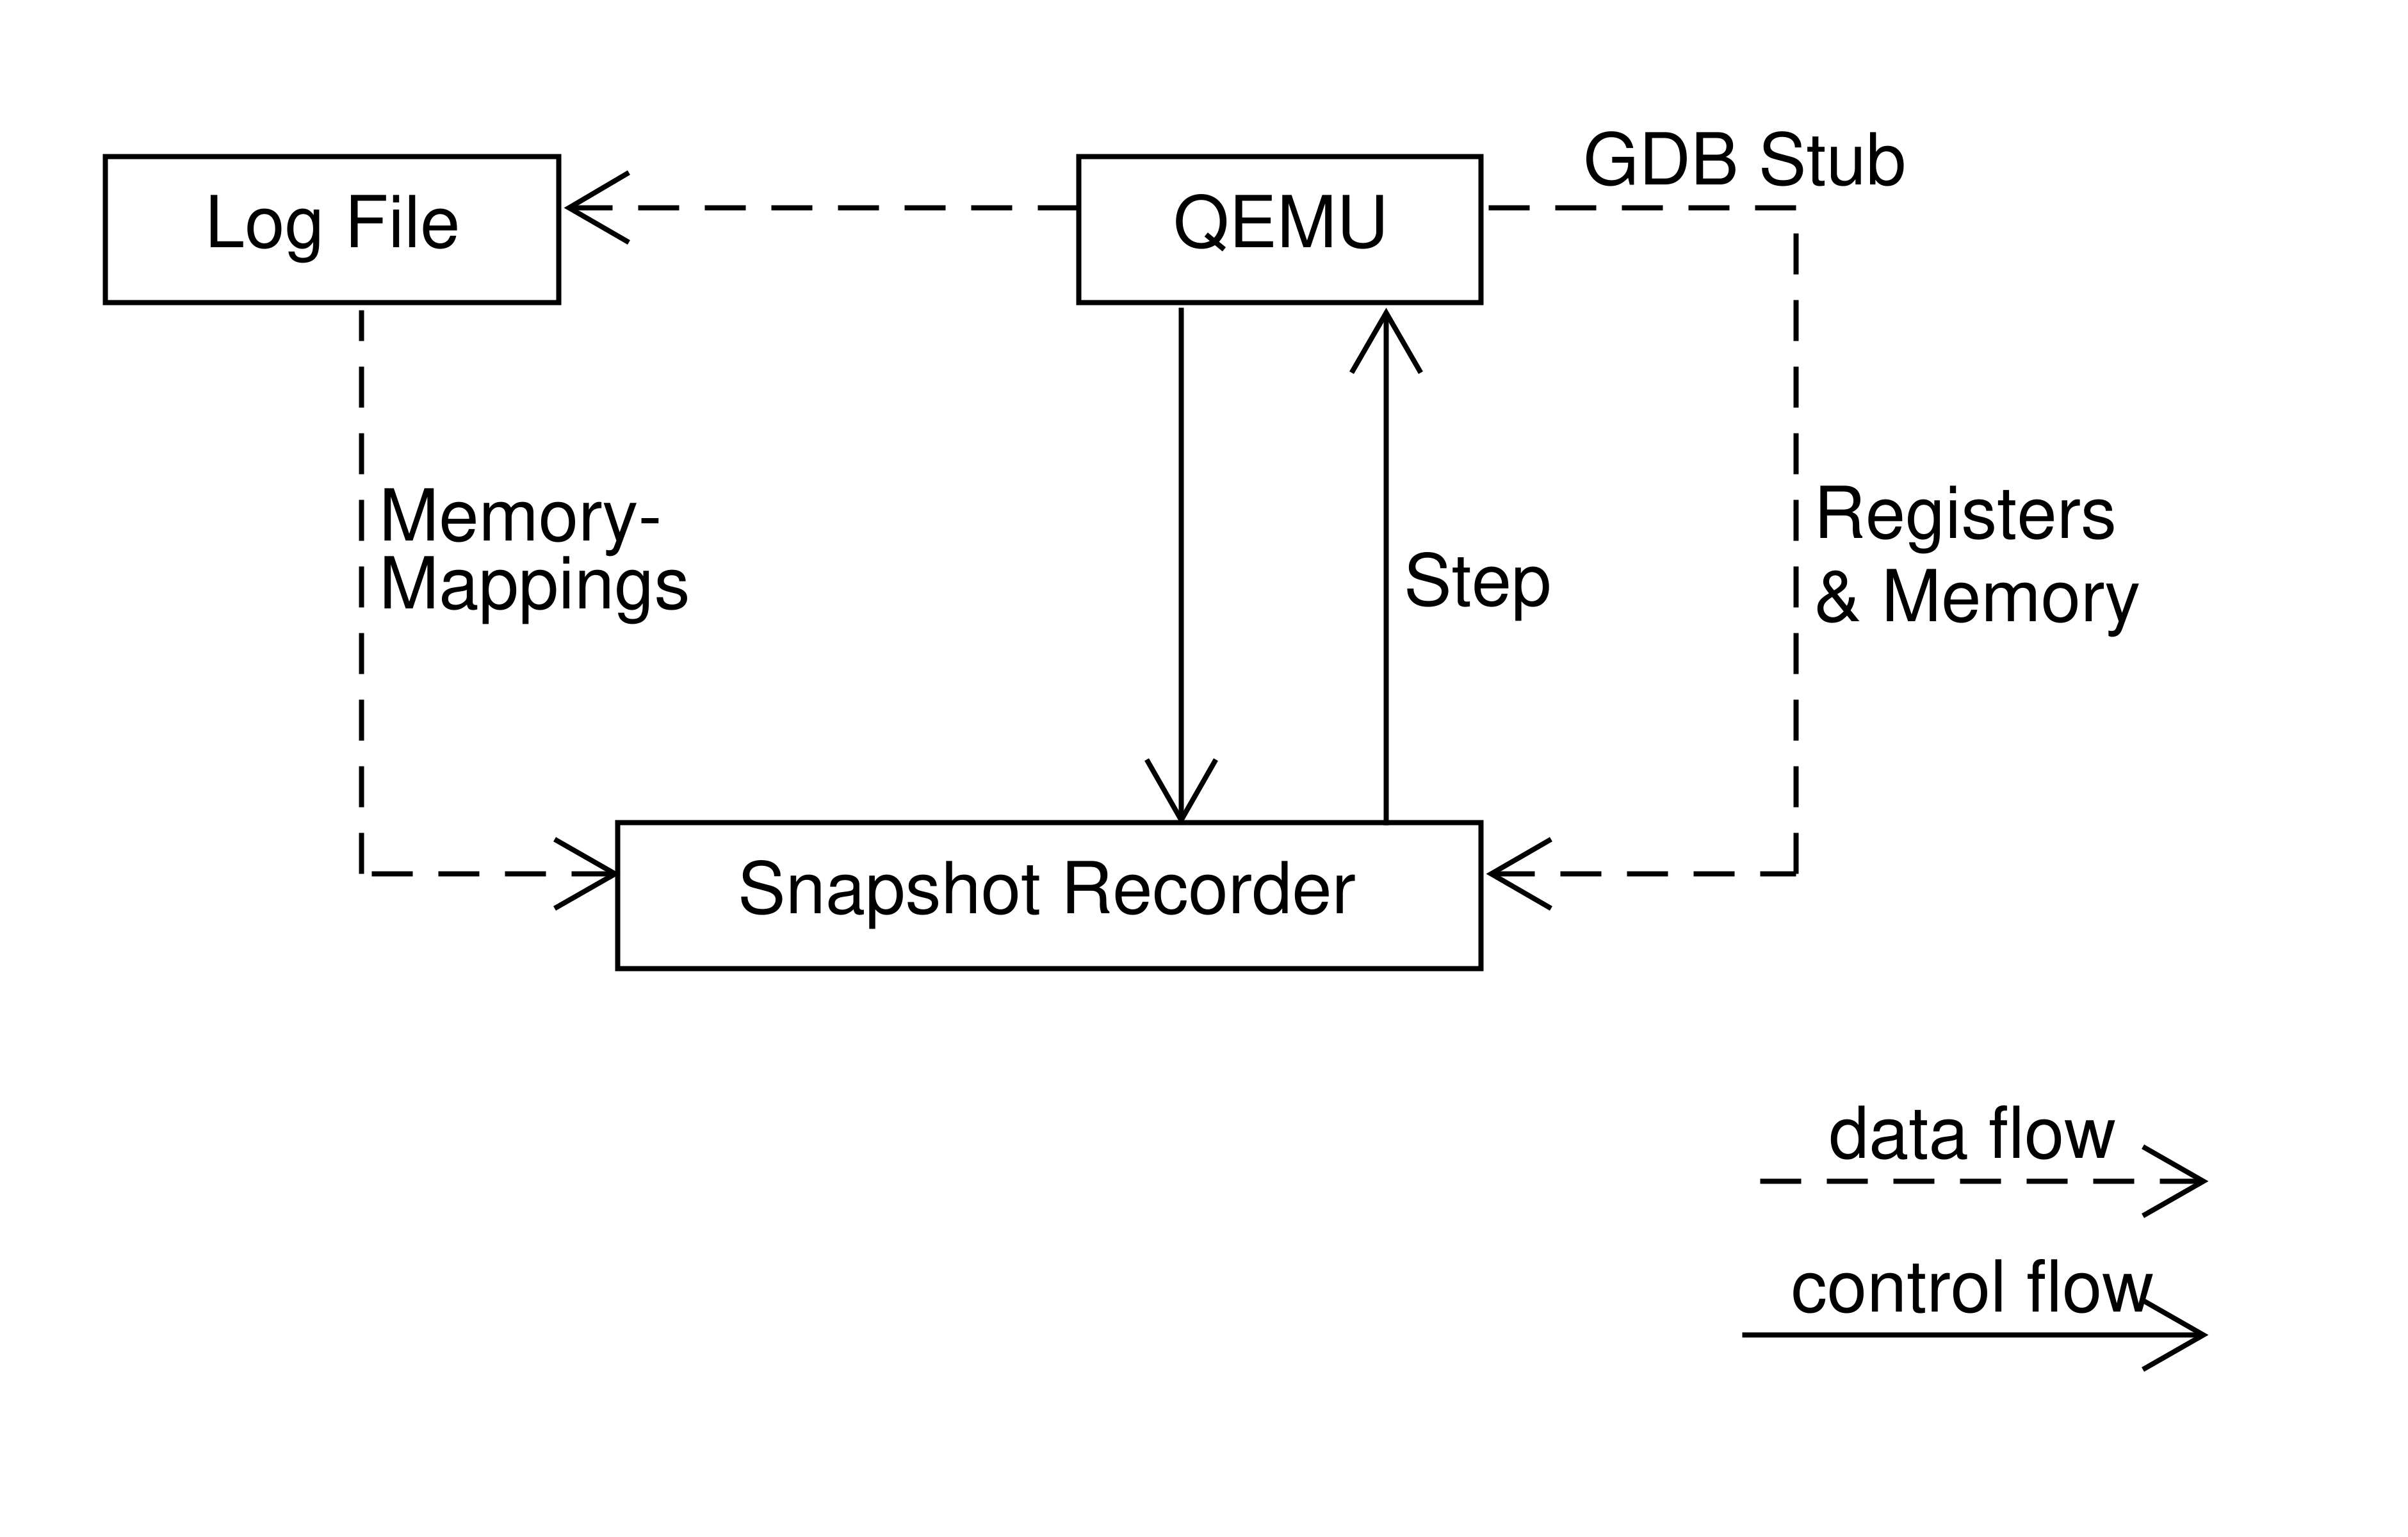 GDB Stub
Log File
QEMU
Memory-
Mappings
Step
Registers
& Memory
Snapshot Recorder
data flow
control flow